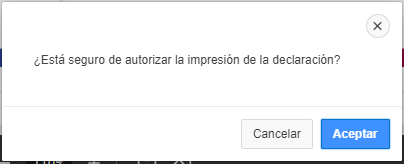 ¿Está seguro de autorizar la impresión de la declaración?
Cancelar
Aceptar